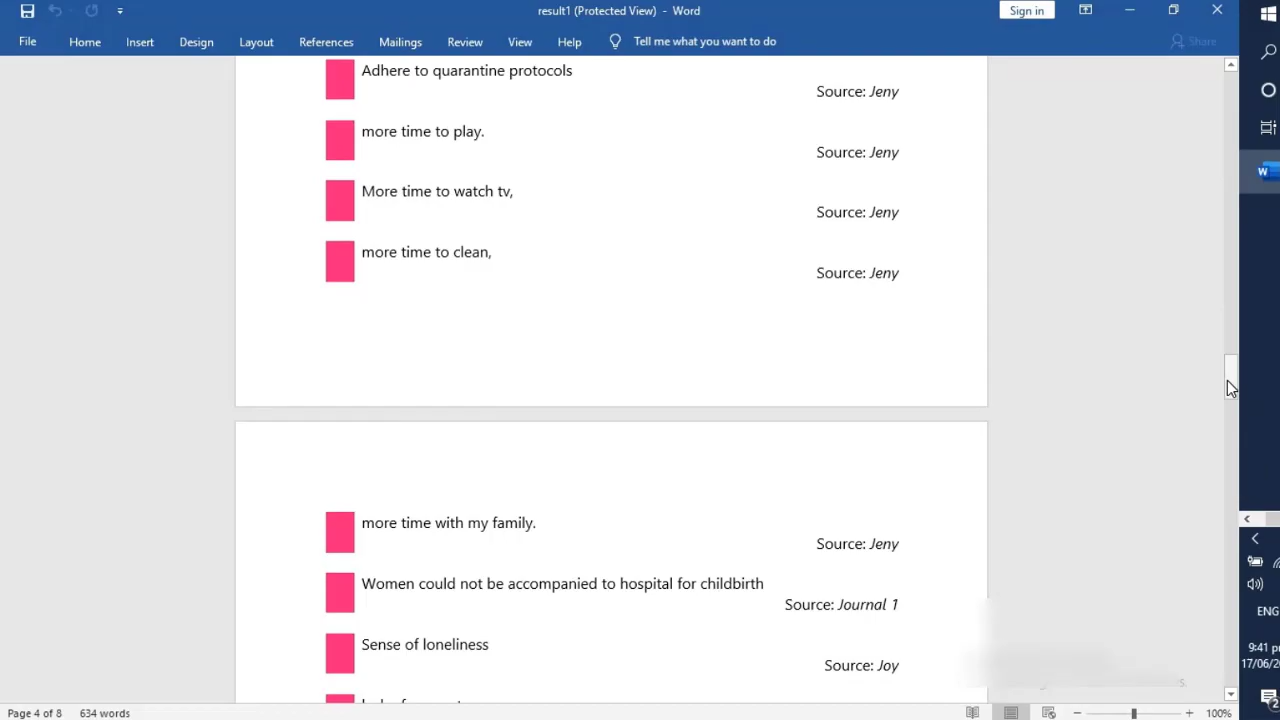 result1 (Protected View) - Word
Sign in
File Home Insert Design Layout References Mailings Review View Help Tell me what you want to do Share
Adhere to quarantine protocols
Source: Jeny
more time to play.
Source: Jeny
More time to watch tv,
Source: Jeny
more time to clean,
Source: Jeny
more time with my family.
Source: Jeny
Women could not be accompanied to hospital for childbirth
Source: Journal 1
Sense of loneliness
Source: Joy
ENG
9:41
17/06/20
Page 4 of 8 634 words 100%